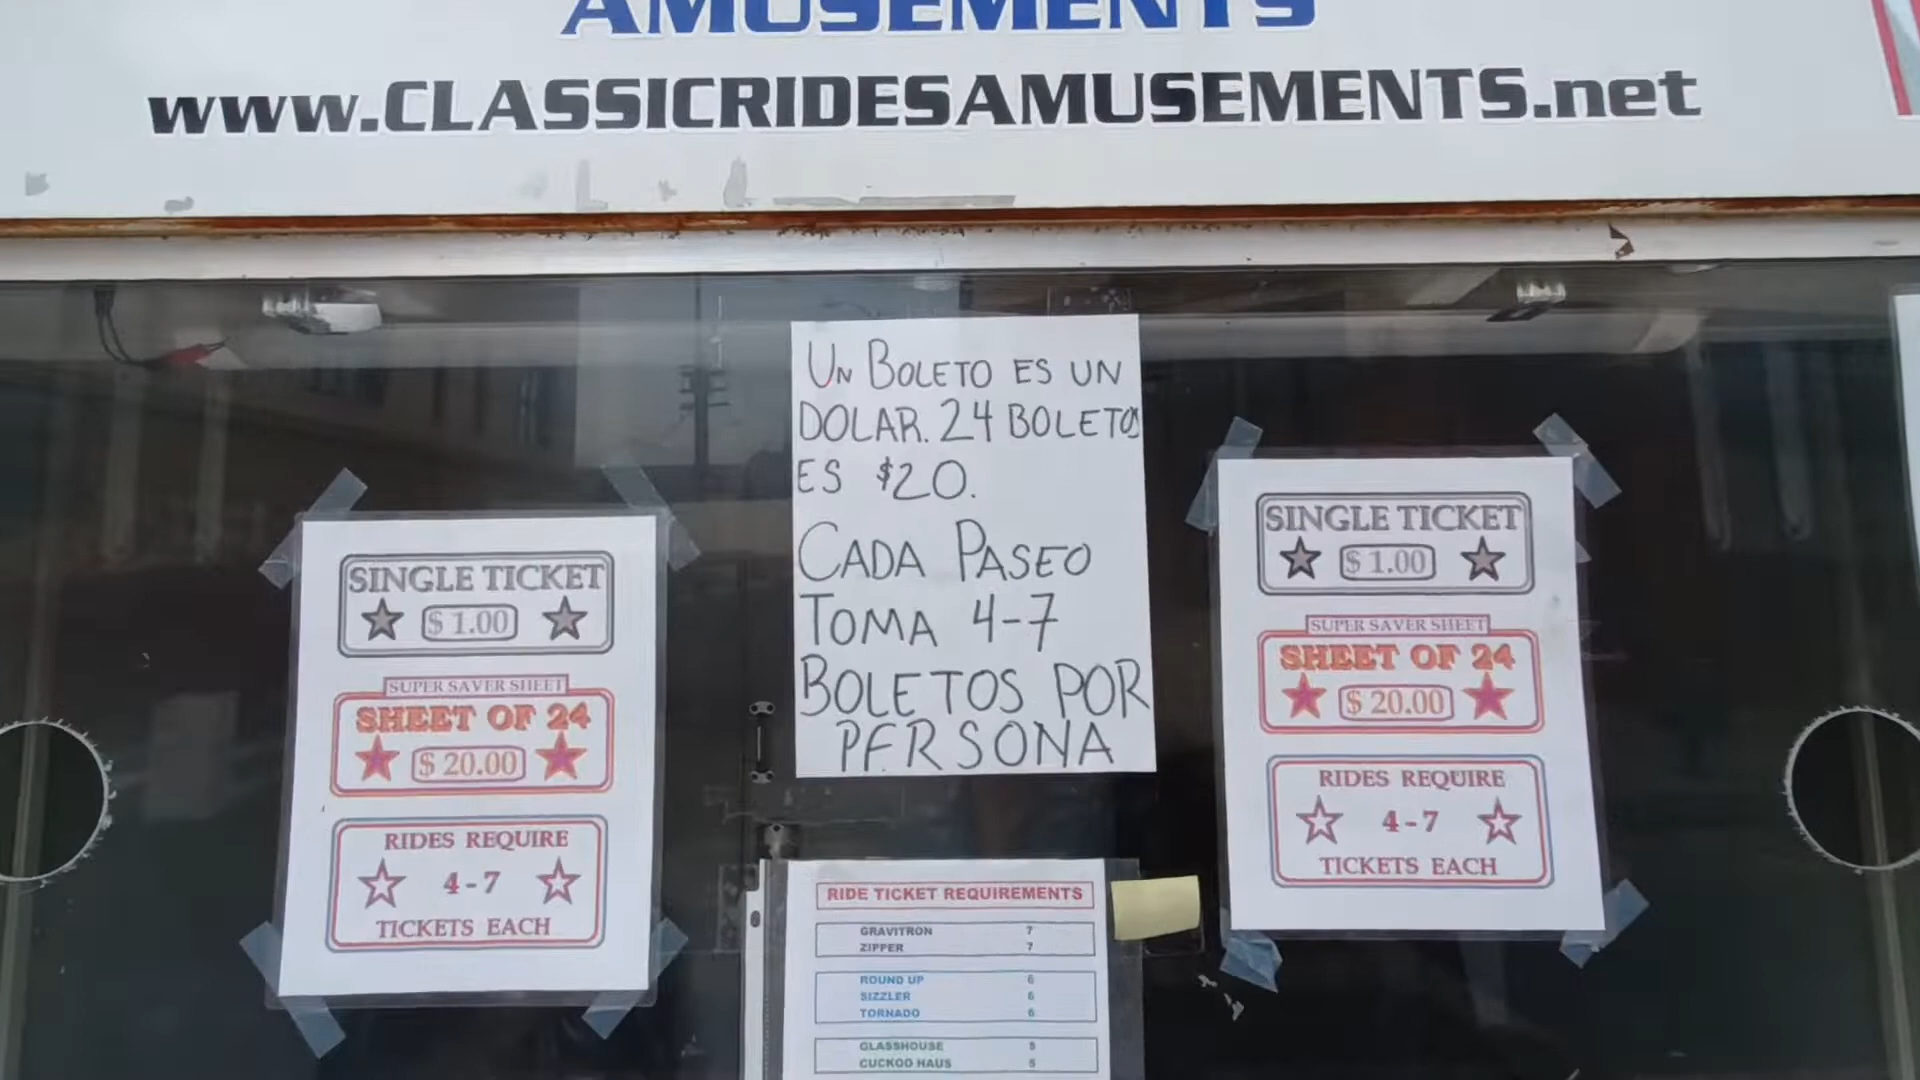 AMUSEMENTS
www.CLASSICRIDESAMUSEMENTS.net
UN BOLETO ES UN
DOLAR. 24 BOLETOS
ES $20.
CADA PASEO
TOMA 4-7
BOLETOS POR
PERSONA
SINGLE TICKET
$1.00
SUPER SAVER SHEET
SHEET OF 24
$20.00
RIDES REQUIRE
4-7
TICKETS EACH
SINGLE TICKET
$1.00
SUPER SAVER SHEET
SHEET OF 24
$20.00
RIDES REQUIRE
4-7
TICKETS EACH
RIDE TICKET REQUIREMENTS
GRAVITRON 7
ZIPPER 7
ROUND UP 6
SIZZLER 6
TORNADO 6
GLASSHOUSE 5
CUCKOO HAUS 5